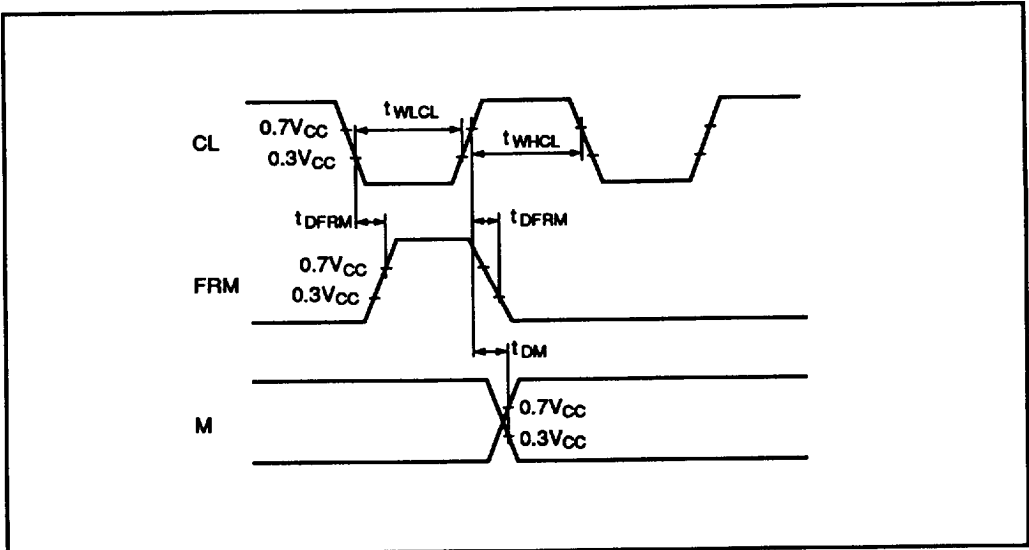 CL
0.7VCC
0.3VCC
tWLCL
tWHCL
tDFRM
tDFRM
FRM
0.7VCC
0.3VCC
tDM
M
0.7VCC
0.3VCC